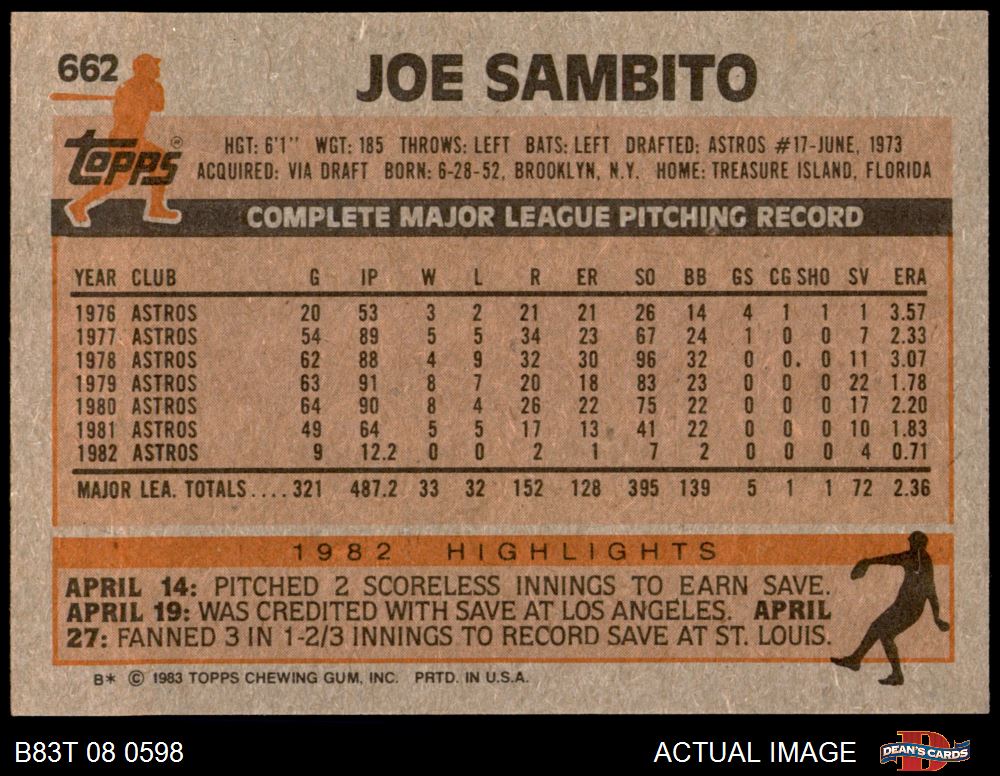 662
JOE SAMBITO
topps®
HGT: 6'1" WGT: 185 THROWS: LEFT BATS: LEFT DRAFTED: ASTROS #17-JUNE, 1973
ACQUIRED: VIA DRAFT BORN: 6-28-52, BROOKLYN, N.Y. HOME: TREASURE ISLAND, FLORIDA
COMPLETE MAJOR LEAGUE PITCHING RECORD
YEAR CLUB G IP W L R ER SO BB GS CG SHO SV ERA
1976 ASTROS 20 53 3 2 21 21 26 14 4 1 1 1 3.57
1977 ASTROS 54 89 5 5 34 23 67 24 1 0 0 7 2.33
1978 ASTROS 62 88 4 9 32 30 96 32 0 0. 0 11 3.07
1979 ASTROS 63 91 8 7 20 18 83 23 0 0 0 22 1.78
1980 ASTROS 64 90 8 4 26 22 75 22 0 0 0 17 2.20
1981 ASTROS 49 64 5 5 17 13 41 22 0 0 0 10 1.83
1982 ASTROS 9 12.2 0 0 2 1 7 2 0 0 0 4 0.71
MAJOR LEA. TOTALS....321 487.2 33 32 152 128 395 139 5 1 1 72 2.36
1982 HIGHLIGHTS
APRIL 14: PITCHED 2 SCORELESS INNINGS TO EARN SAVE.
APRIL 19: WAS CREDITED WITH SAVE AT LOS ANGELES. APRIL
27: FANNED 3 IN 1-2/3 INNINGS TO RECORD SAVE AT ST. LOUIS.
B* © 1983 TOPPS CHEWING GUM, INC. PRTD. IN U.S.A.
B83T 08 0598
ACTUAL IMAGE
D
DEAN'S CARDS